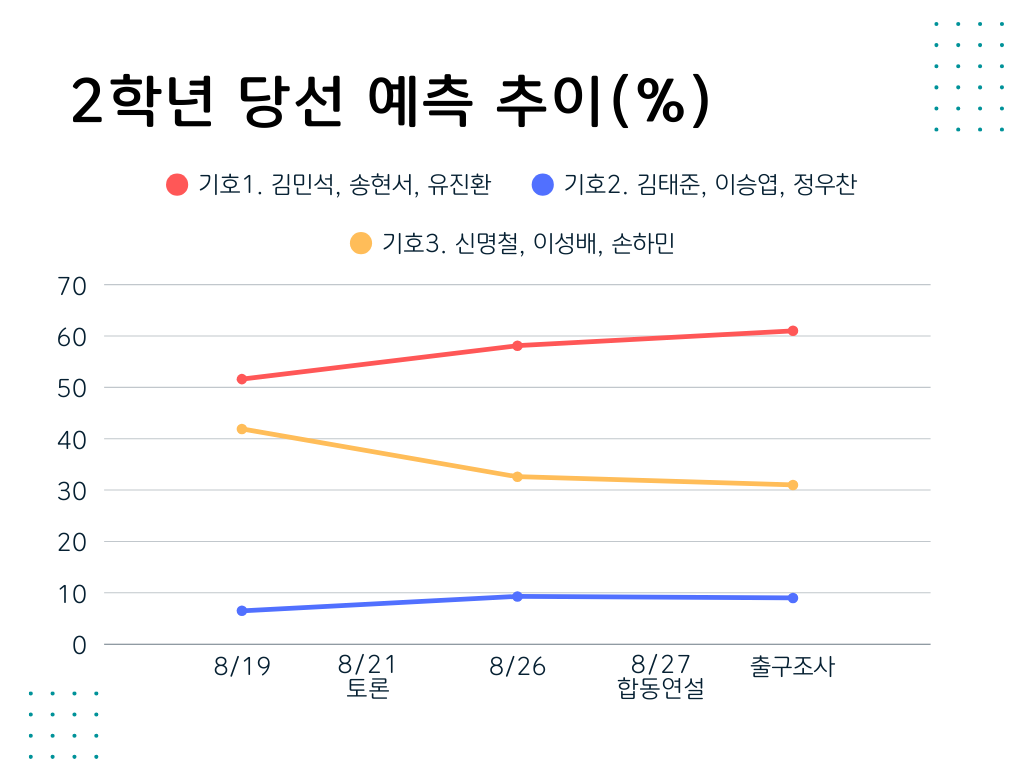 2학년 당선 예측 추이(%)
기호1. 김민석, 송현서, 유진환
기호2. 김태준, 이승엽, 정우찬
기호3. 신명철, 이성배, 손하민
70
60
50
40
30
20
10
0
8/19
8/21
토론
8/26
8/27
합동연설
출구조사